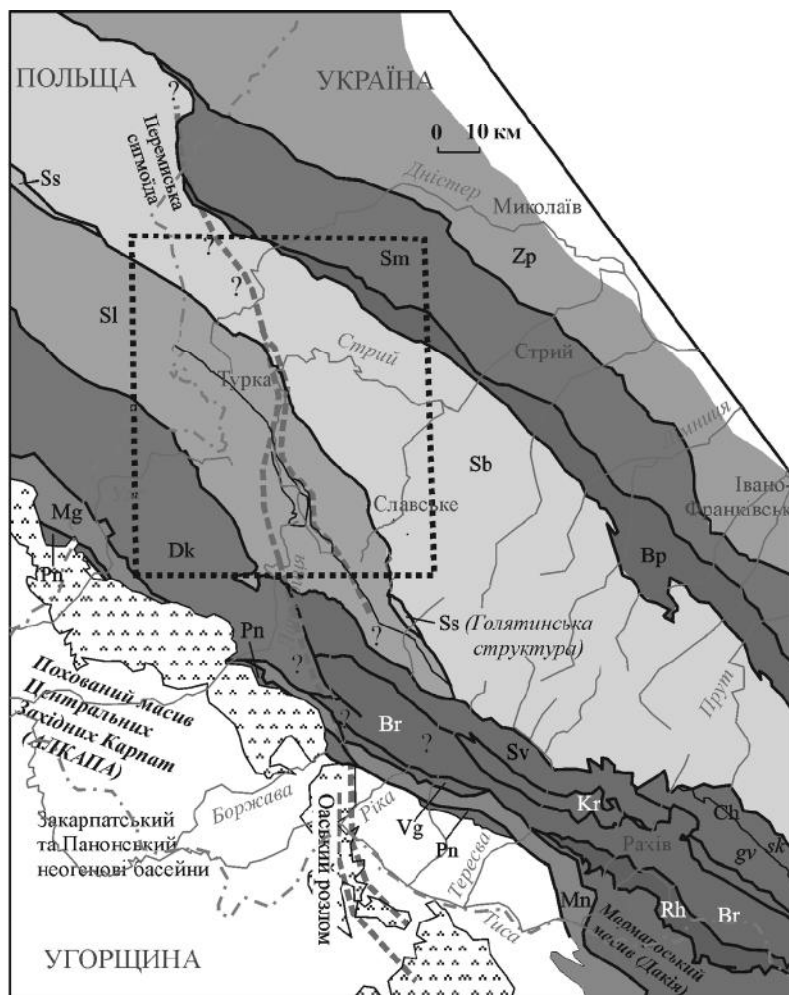 ПОЛЬЩА
УКРАЇНА
?
Перемиська
сигмоїда
0 10 км
Дністер
Миколаїв
Ss
Sm
Zp
?
?
Sl
Стрий
Стрий
Турка
Sb
Лімниця
Івано-
Франківськ
Славське
Mg
Уж
Dk
Bp
Pn
Ss (Голятинська
структура)
?
Pn
?
Прут
Похований масив
Центральних
Західних Карпат
(АЛКАПА)
?
Br
?
Sv
Kr
Ch
Боржава
Ріка
Vg
Рахів
gv
sk
Закарпатський
та Панонський
неогенові басейни
Оаський розлом
Pn
Тересва
Mn
Rh
Br
Тиса
Мармароський
масив (Дакія)
УГОРЩИНА